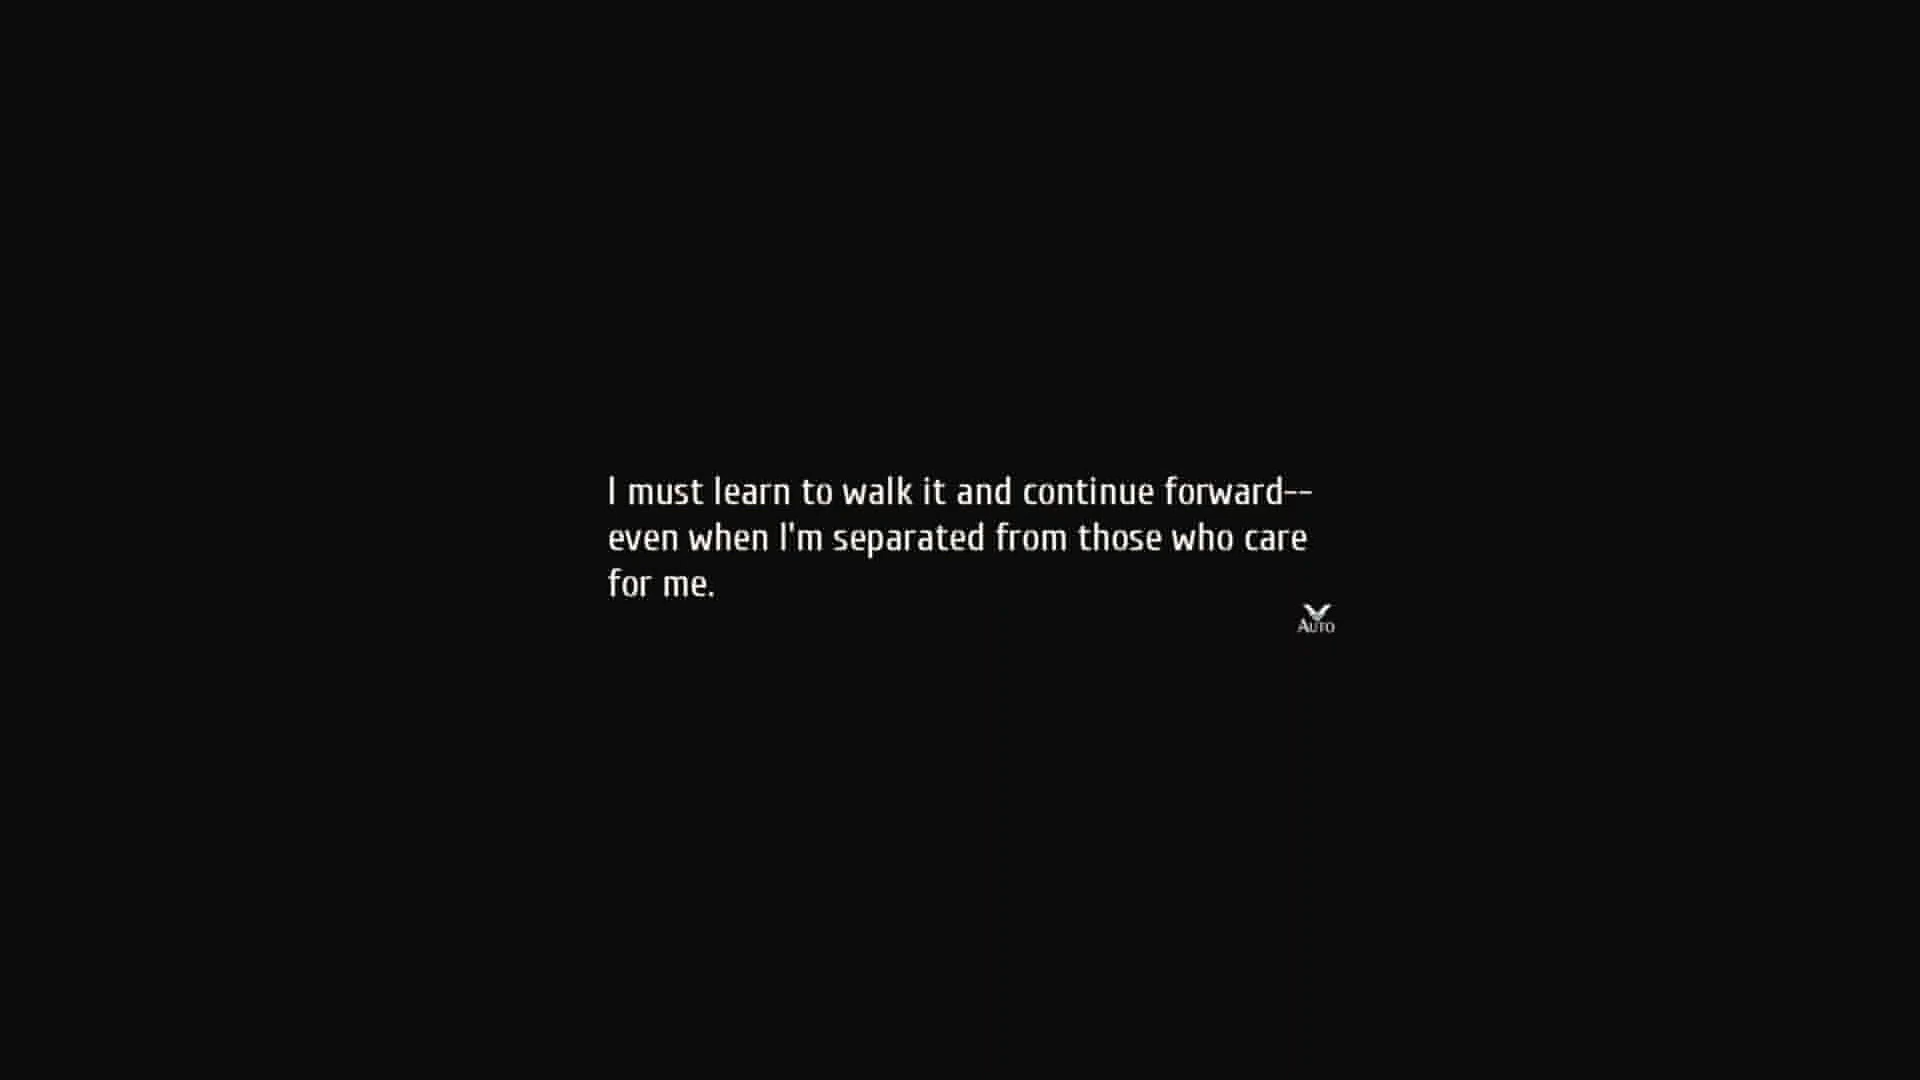 I must learn to walk it and continue forward--
even when I'm separated from those who care
for me.
AUTO